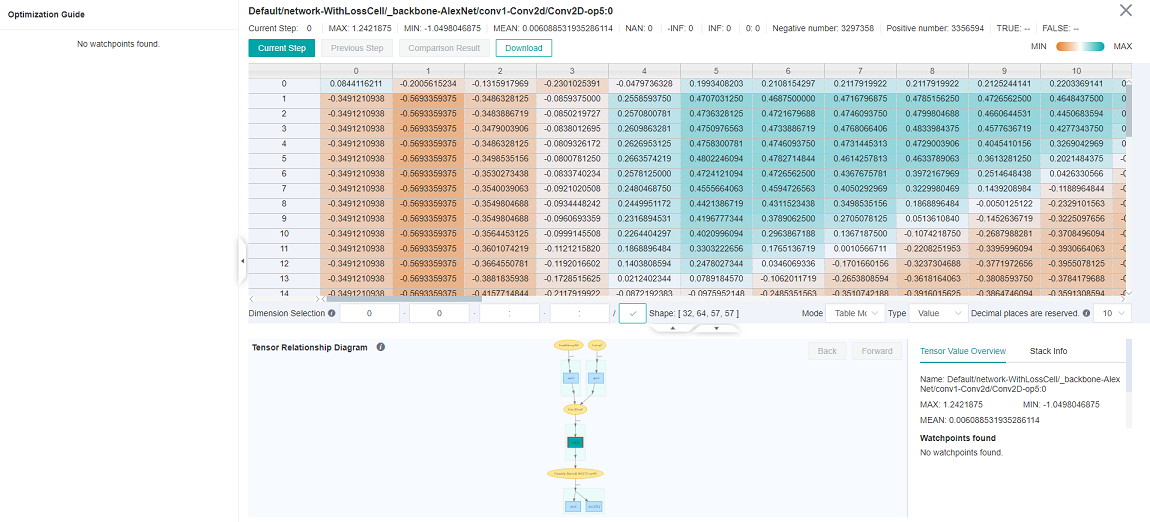 Optimization Guide
No watchpoints found.
Default/network-WithLossCell/_backbone-AlexNet/conv1-Conv2d/Conv2D-op5:0
Current Step: 0 MAX: 1.2421875 MIN: -1.0498046875 MEAN: 0.006088531935286114 NAN: 0 -INF: 0 INF: 0 0: 0 Negative number: 3297358 Positive number: 3356594 TRUE: -- FALSE: --
Current Step Previous Step Comparison Result Download MIN MAX
0 1 2 3 4 5 6 7 8 9 10
0 0.0844116211 -0.2005615234 -0.1315917969 -0.2301025391 -0.0479736328 0.1993408203 0.2108154297 0.2117919922 0.2117919922 0.2125244141 0.2203369141 0
1 -0.3491210938 -0.5693359375 -0.3486328125 -0.0859375000 0.2558593750 0.4707031250 0.4687500000 0.4716796875 0.4785156250 0.4726562500 0.4648437500 0
2 -0.3491210938 -0.5693359375 -0.3483886719 -0.0850219727 0.2570800781 0.4736328125 0.4721679688 0.4746093750 0.4799804688 0.4660644531 0.4450683594 0
3 -0.3491210938 -0.5693359375 -0.3479003906 -0.0838012695 0.2609863281 0.4750976563 0.4733886719 0.4768066406 0.4833984375 0.4577636719 0.4277343750 0
4 -0.3491210938 -0.5693359375 -0.3486328125 -0.0809326172 0.2626953125 0.4758300781 0.4746093750 0.4731445313 0.4729003906 0.4045410156 0.3269042969 0
5 -0.3491210938 -0.5693359375 -0.3498535156 -0.0800781250 0.2663574219 0.4802246094 0.4782714844 0.4614257813 0.4633789063 0.3613281250 0.2021484375 -0
6 -0.3491210938 -0.5693359375 -0.3530273438 -0.0833740234 0.2578125000 0.4724121094 0.4726562500 0.4367675781 0.3972167969 0.2514648438 0.0426330566 -0
7 -0.3491210938 -0.5693359375 -0.3540039063 -0.0921020508 0.2480468750 0.4555664063 0.4594726563 0.4050292969 0.3229980469 0.1439208984 -0.1188964844 -0
8 -0.3491210938 -0.5693359375 -0.3549804688 -0.0934448242 0.2449951172 0.4421386719 0.4311523438 0.3498535156 0.1868896484 -0.0050125122 -0.2329101563 -0
9 -0.3491210938 -0.5693359375 -0.3549804688 -0.0960693359 0.2316894531 0.4196777344 0.3789062500 0.2705078125 0.0513610840 -0.1452636719 -0.3225097656 -0
10 -0.3491210938 -0.5693359375 -0.3564453125 -0.0999145508 0.2264404297 0.4020996094 0.2963867188 0.1367187500 -0.1074218750 -0.2687988281 -0.3708496094 -0
11 -0.3491210938 -0.5693359375 -0.3601074219 -0.1121215820 0.1868896484 0.3303222656 0.1765136719 0.0010566711 -0.2208251953 -0.3395996094 -0.3930664063 -0
12 -0.3491210938 -0.5693359375 -0.3664550781 -0.1192016602 0.1403808594 0.2478027344 0.0346069336 -0.1701660156 -0.3237304688 -0.3771972656 -0.3955078125 -0
13 -0.3491210938 -0.5693359375 -0.3881835938 -0.1728515625 0.0212402344 0.0789184570 -0.1062011719 -0.2653808594 -0.3618164063 -0.3808593750 -0.3784179688 -0
14 -0.3491210938 -0.5693359375 -0.4157714844 -0.2117919922 -0.0872192383 -0.0975952148 -0.2485351563 -0.3510742188 -0.3916015625 -0.3864746094 -0.3591308594 -0
Dimension Selection 0 · 0 · : · : / Shape: [ 32, 64, 57, 57 ] Mode Table Mc Type Value Decimal places are reserved. 10
Tensor Relationship Diagram Back Forward
Tensor Value Overview Stack Info
Name: Default/network-WithLossCell/_backbone-Alex
Net/conv1-Conv2d/Conv2D-op5:0
MAX: 1.2421875 MIN: -1.0498046875
MEAN: 0.006088531935286114
Watchpoints found
No watchpoints found.